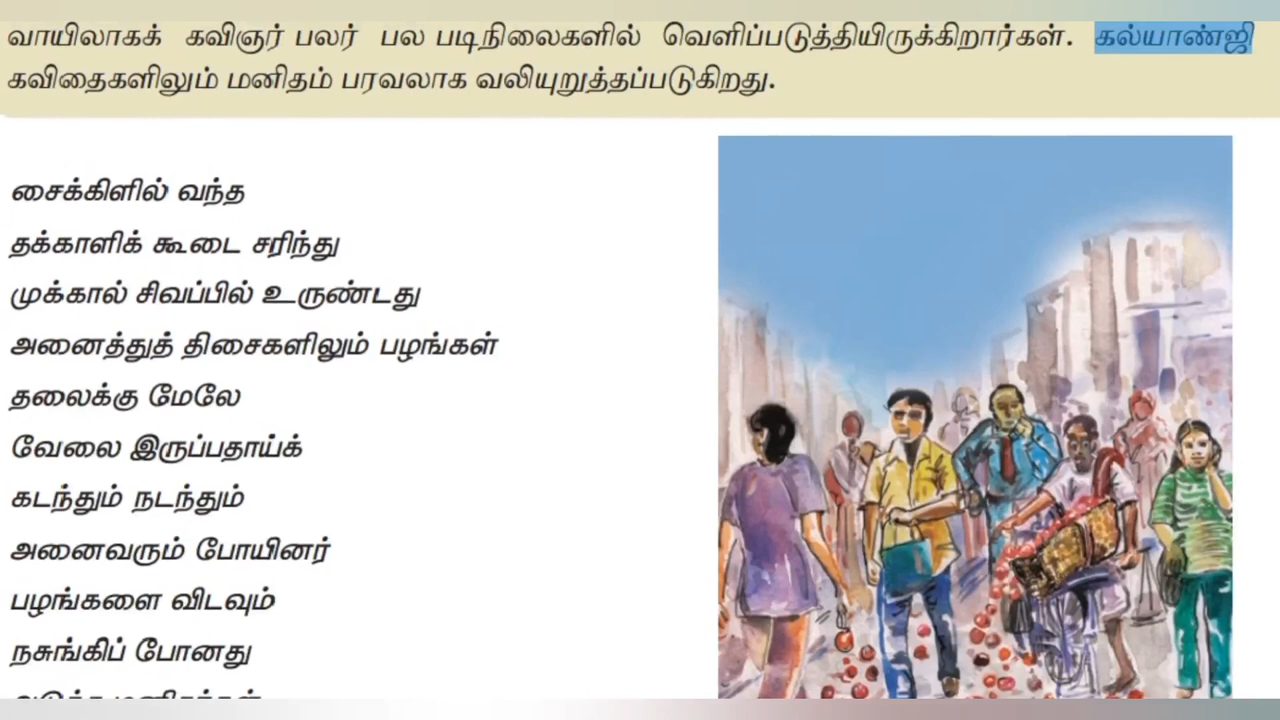 வாயிலாகக் கவிஞர் பலர் பல படிநிலைகளில் வெளிப்படுத்தியிருக்கிறார்கள். கல்யாண்ஜி
கவிதைகளிலும் மனிதம் பரவலாக வலியுறுத்தப்படுகிறது.
சைக்கிளில் வந்த
தக்காளிக் கூடை சரிந்து
முக்கால் சிவப்பில் உருண்டது
அனைத்துத் திசைகளிலும் பழங்கள்
தலைக்கு மேலே
வேலை இருப்பதாய்க்
கடந்தும் நடந்தும்
அனைவரும் போயினர்
பழங்களை விடவும்
நசுங்கிப் போனது